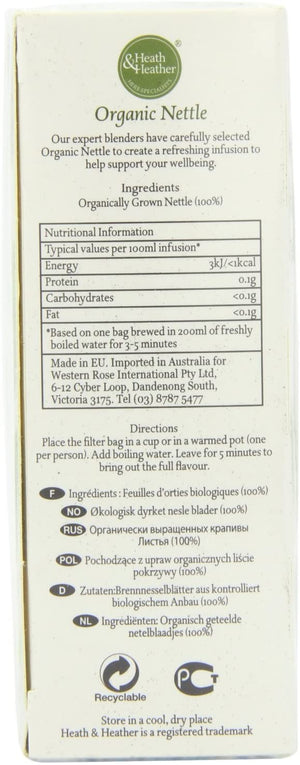 Heath
& Heather
®
HERB SPECIALISTS
Organic Nettle
Our expert blenders have carefully selected
Organic Nettle to create a refreshing infusion to
help support your wellbeing.
Ingredients
Organically Grown Nettle (100%)
Nutritional Information
Typical values per 100ml infusion*
Energy 3kJ/<1kcal
Protein 0.1g
Carbohydrates <0.1g
Fat <0.1g
*Based on one bag brewed in 200ml of freshly
boiled water for 3-5 minutes
Made in EU. Imported in Australia for
Western Rose International Pty Ltd,
6-12 Cyber Loop, Dandenong South,
Victoria 3175. Tel (03) 8787 5477
Directions
Place the filter bag in a cup or in a warmed pot (one
per person). Add boiling water. Leave for 5 minutes to
bring out the full flavour.
F Ingrédients : Feuilles d'orties biologiques (100%)
NO Økologisk dyrket nesle blader (100%)
RUS Органически выращенных крапивы
Листья (100%)
POL Pochodzące z upraw organicznych liście
pokrzywy (100%)
D Zutaten:Brennnesselblätter aus kontrolliert
biologischem Anbau (100%)
NL Ingrediënten: Organisch geteelde
netelblaadjes (100%)
Recyclable
РСТ
Store in a cool, dry place
Heath & Heather is a registered trademark